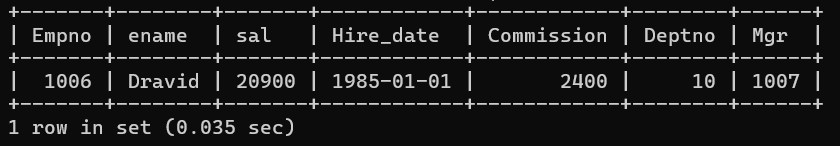 +-------+--------+-------+------------+------------+--------+------+
| Empno | ename  | sal   | Hire_date  | Commission | Deptno | Mgr  |
+-------+--------+-------+------------+------------+--------+------+
|  1006 | Dravid | 20900 | 1985-01-01 |       2400 |     10 | 1007 |
+-------+--------+-------+------------+------------+--------+------+
1 row in set (0.035 sec)